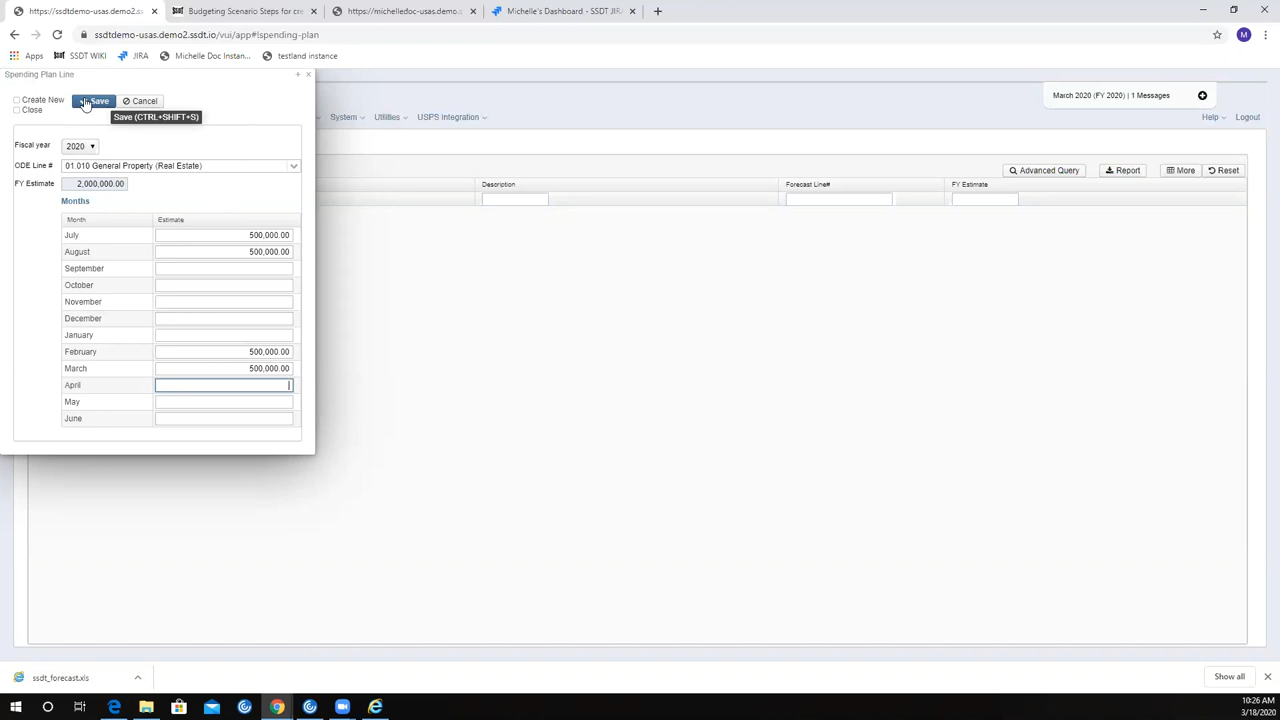 https://ssdtdemo-usas.demo2.s
Budgeting Scenario Steps for cre
https://michelledoc-usas.demo.s
Michelle's Dashboard - SSDT JIRA
ssdtdemo-usas.demo2.ssdt.io/vui/app#!spending-plan
M
Apps
SSDT WIKI
JIRA
Michelle Doc Instan...
testland instance
Spending Plan Line
Create New
Close
Save
Cancel
Save (CTRL+SHIFT+S)
March 2020 (FY 2020) | 1 Messages
System
Utilities
USPS Integration
Help
Logout
Fiscal year
2020
ODE Line #
01.010 General Property (Real Estate)
FY Estimate
2,000,000.00
Months
Month
Estimate
July
500,000.00
August
500,000.00
September
October
November
December
January
February
500,000.00
March
500,000.00
April
May
June
Advanced Query
Report
More
Reset
Description
Forecast Line#
FY Estimate
ssdt_forecast.xls
Show all
10:26 AM
3/18/2020